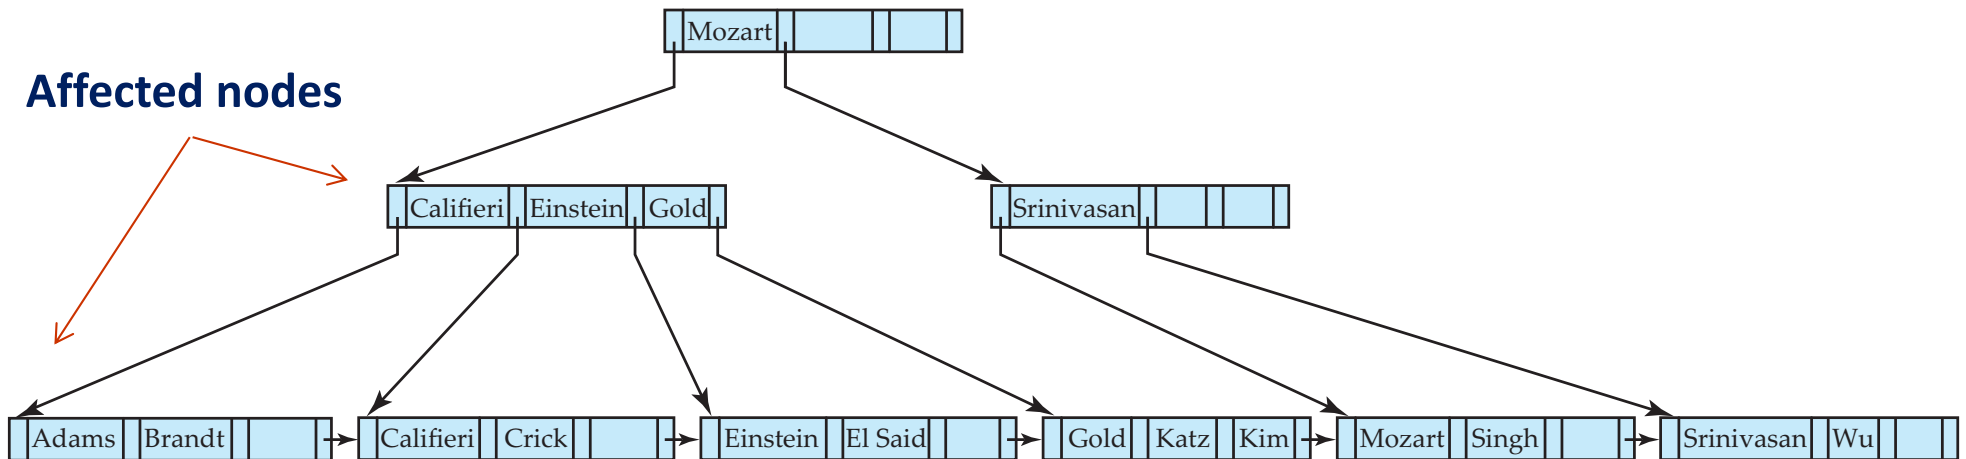 Mozart
Affected nodes
Califieri Einstein Gold
Srinivasan
Adams Brandt
Califieri Crick
Einstein El Said
Gold Katz Kim
Mozart Singh
Srinivasan Wu